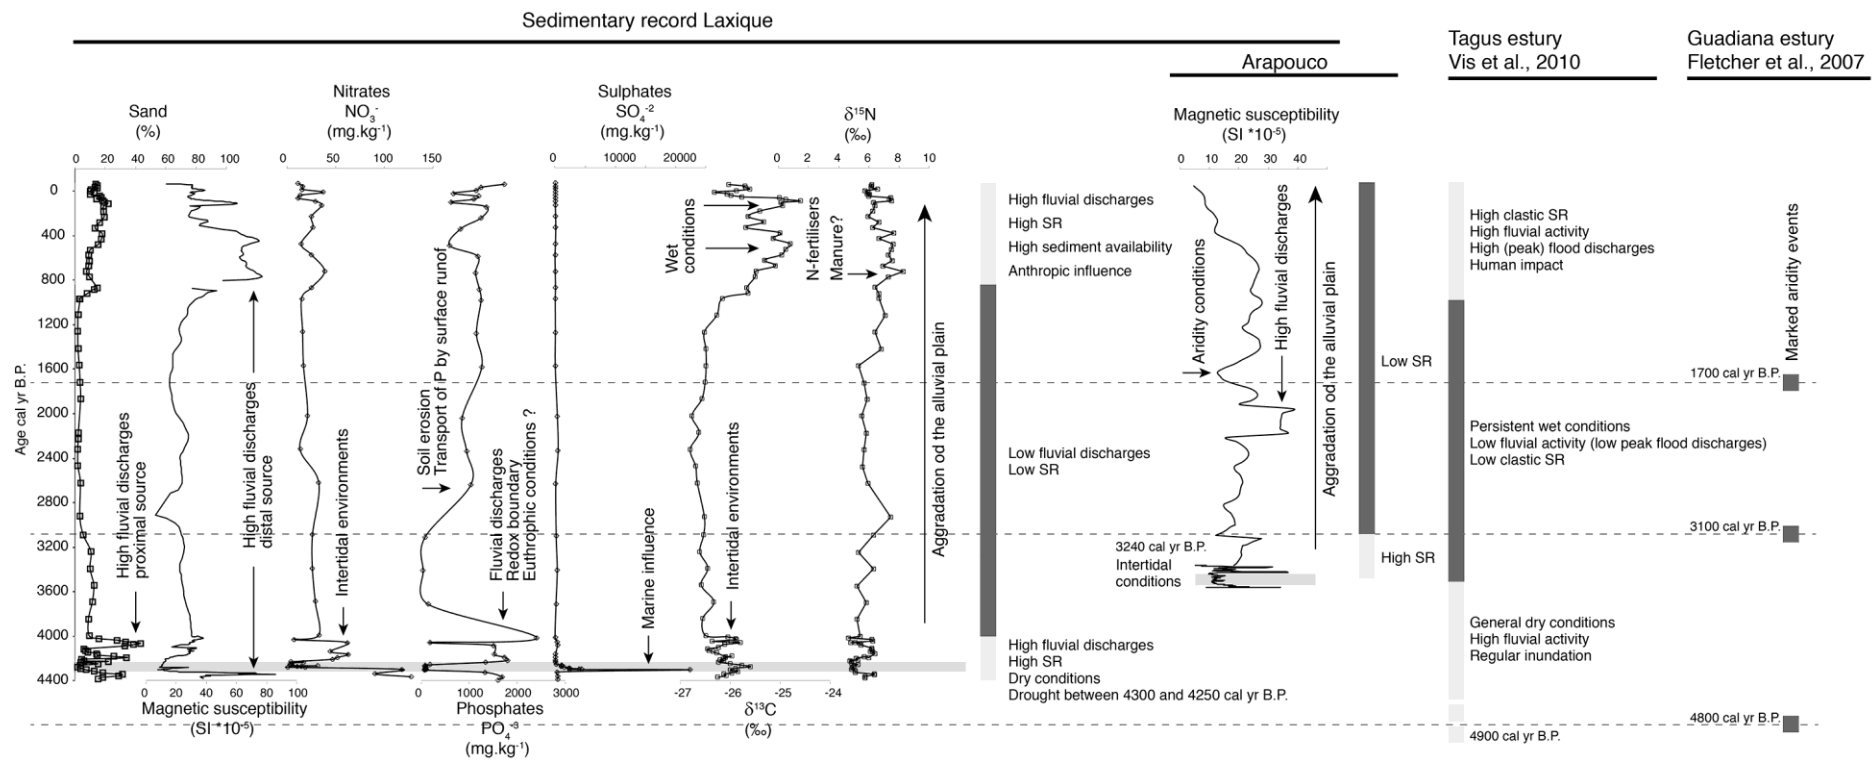 Sedimentary record Laxique
Tagus estury
Vis et al., 2010
Guadiana estury
Fletcher et al., 2007
Arapouco
Sand
(%)
Nitrates
NO3-
(mg.kg-1)
Sulphates
SO4-2
(mg.kg-1)
δ15N
(‰)
Magnetic susceptibility
(SI *10-5)
0 20 40 60 80 100
0 50 100 150
0 10000 20000
0 2 4 6 8 10
0 10 20 30 40
Age cal yr B.P.
0
400
800
1200
1600
2000
2400
2800
3200
3600
4000
4400
High fluvial discharges
proximal source
High fluvial discharges
distal source
Intertidal environments
Soil erosion
Transport of P by surface runof
Fluvial discharges
Redox boundary
Euthrophic conditions ?
Marine influence
Wet
conditions
Intertidal environments
N-fertilisers
Manure?
Aggradation od the alluvial plain
High fluvial discharges
High SR
High sediment availability
Anthropic influence
Low fluvial discharges
Low SR
High fluvial discharges
High SR
Dry conditions
Drought between 4300 and 4250 cal yr B.P.
Aridity conditions
High fluvial discharges
Aggradation od the alluvial plain
3240 cal yr B.P.
Intertidal
conditions
Low SR
High SR
High clastic SR
High fluvial activity
High (peak) flood discharges
Human impact
Persistent wet conditions
Low fluvial activity (low peak flood discharges)
Low clastic SR
General dry conditions
High fluvial activity
Regular inundation
4900 cal yr B.P.
Marked aridity events
1700 cal yr B.P.
3100 cal yr B.P.
4800 cal yr B.P.
0 20 40 60 80 100
Magnetic susceptibility
(SI *10-5)
0 1000 2000 3000
Phosphates
PO4-3
(mg.kg-1)
-27 -26 -25 -24
δ13C
(‰)